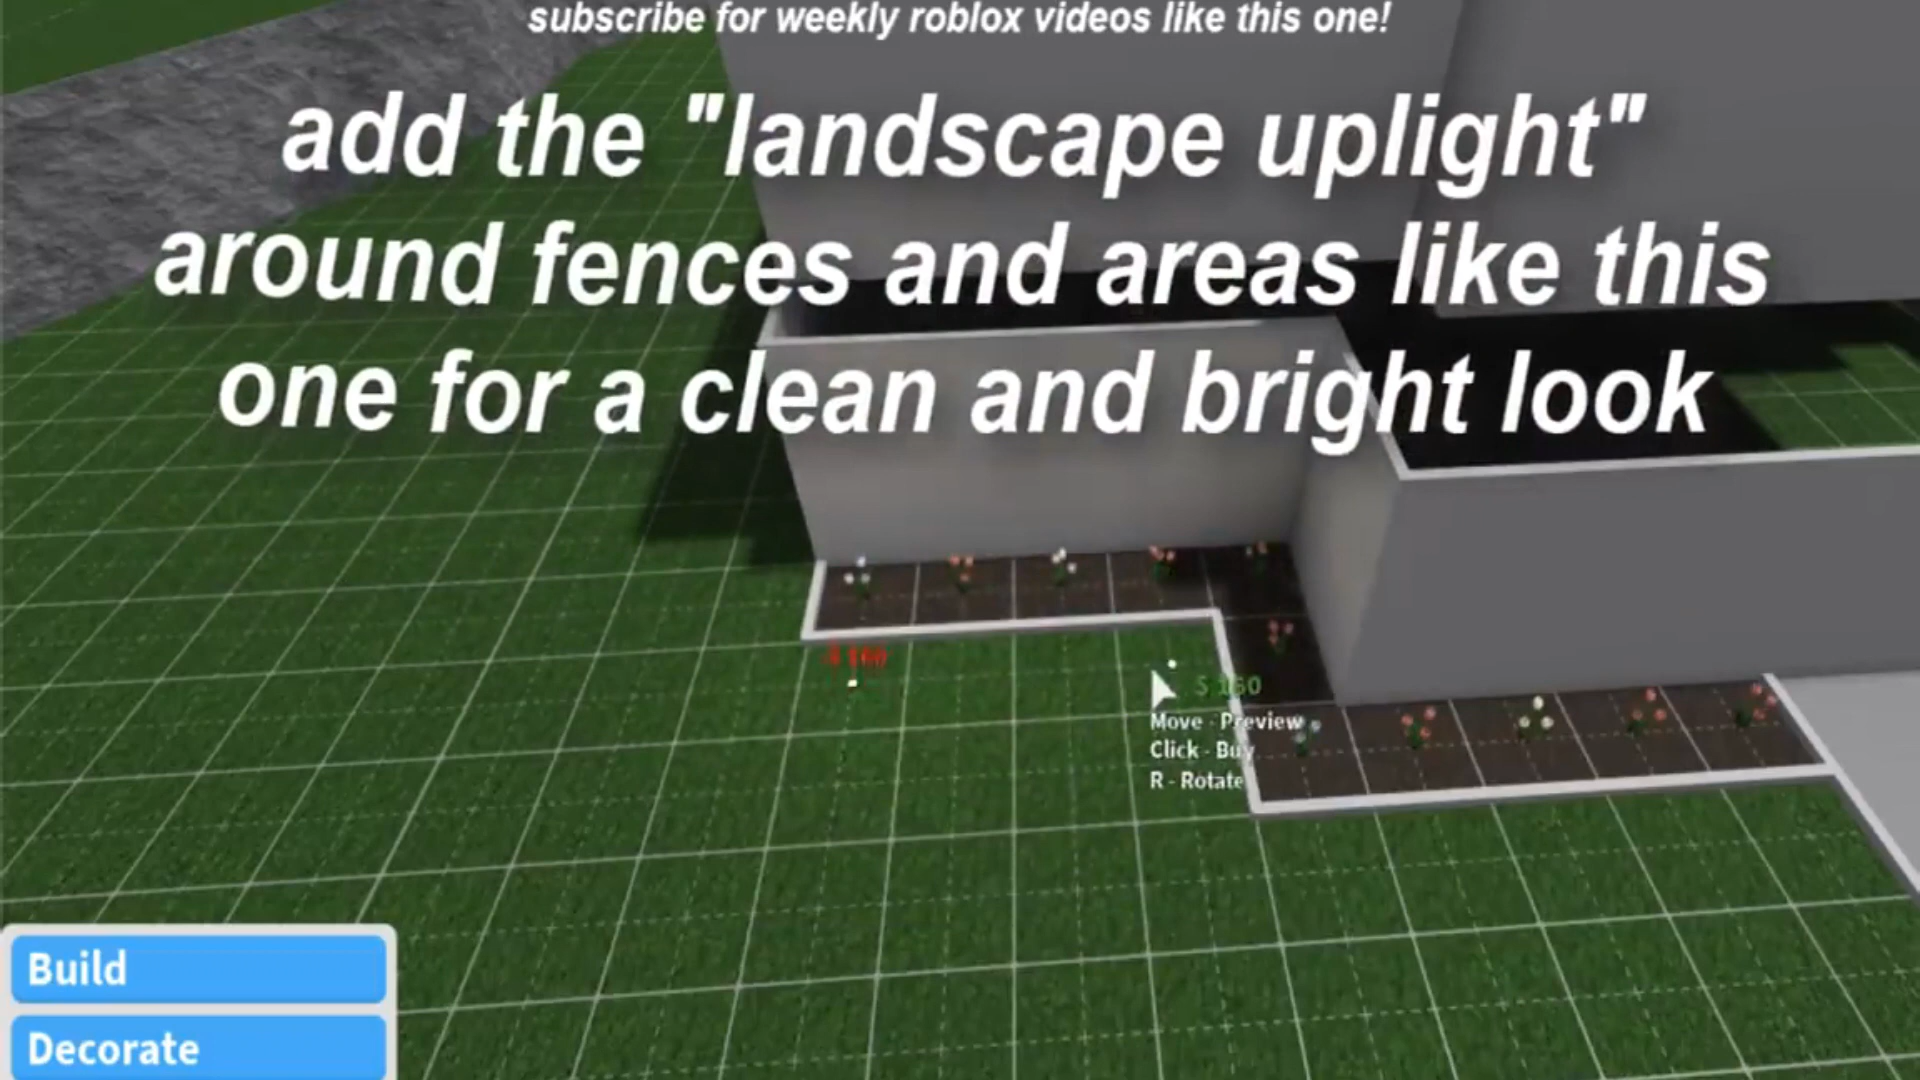 subscribe for weekly roblox videos like this one!
add the "landscape uplight"
around fences and areas like this
one for a clean and bright look
$ 160
Move - Preview
Click - Buy
R - Rotate
Build
Decorate